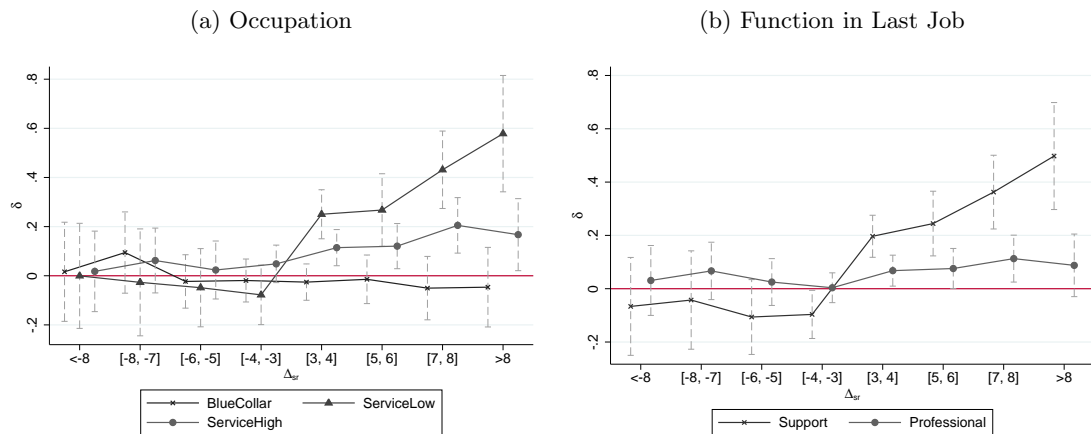 (a) Occupation
.8
.6
.4
.2
0
-.2
δ
<-8
[-8, -7]
[-6, -5]
[-4, -3]
[3, 4]
[5, 6]
[7, 8]
>8
Δsr
BlueCollar
ServiceLow
ServiceHigh
(b) Function in Last Job
.8
.6
.4
.2
0
-.2
δ
<-8
[-8, -7]
[-6, -5]
[-4, -3]
[3, 4]
[5, 6]
[7, 8]
>8
Δsr
Support
Professional